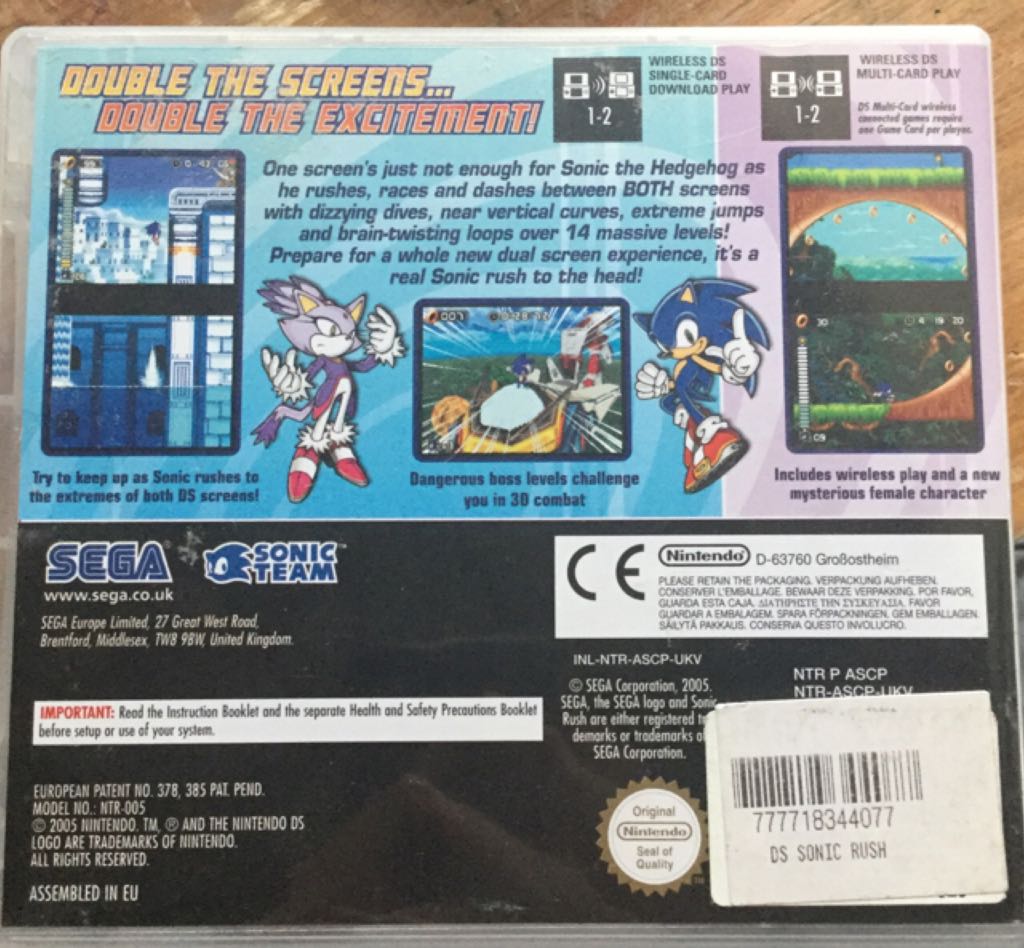 DOUBLE THE SCREENS...
DOUBLE THE EXCITEMENT!
WIRELESS DS
SINGLE-CARD
DOWNLOAD PLAY
1-2
WIRELESS DS
MULTI-CARD PLAY
1-2
DS Multi-Card wireless
connected games require
one Game Card per player.
One screen's just not enough for Sonic the Hedgehog as
he rushes, races and dashes between BOTH screens
with dizzying dives, near vertical curves, extreme jumps
and brain-twisting loops over 14 massive levels!
Prepare for a whole new dual screen experience, it's a
real Sonic rush to the head!
007
30
4 19 20
09
Try to keep up as Sonic rushes to
the extremes of both DS screens!
Dangerous boss levels challenge
you in 3D combat
Includes wireless play and a new
mysterious female character
SEGA
SONIC
TEAM™
www.sega.co.uk
SEGA Europe Limited, 27 Great West Road,
Brentford, Middlesex, TW8 9BW, United Kingdom.
CE
Nintendo® D-63760 Großostheim
PLEASE RETAIN THE PACKAGING. VERPACKUNG AUFHEBEN.
CONSERVER L'EMBALLAGE. BEWAAR DEZE VERPAKKING. POR FAVOR,
GUARDA ESTA CAJA. ΔΙΑΤΗΡΗΣΤΕ ΤΗΝ ΣΥΣΚΕΥΑΣΙΑ. FAVOR
GUARDAR A EMBALAGEM. SPARA FÖRPACKNINGEN. GEM EMBALLAGEN.
SÄILYTÄ PAKKAUS. CONSERVA QUESTO INVOLUCRO.
INL-NTR-ASCP-UKV
NTR P ASCP
NTR-ASCP-UKV
© SEGA Corporation, 2005.
SEGA, the SEGA logo and Sonic
Rush are either registered
demarks or trademarks
SEGA Corporation.
IMPORTANT: Read the Instruction Booklet and the separate Health and Safety Precautions Booklet
before setup or use of your system.
EUROPEAN PATENT NO. 378, 385 PAT. PEND.
MODEL NO.: NTR-005
© 2005 NINTENDO. TM, ® AND THE NINTENDO DS
LOGO ARE TRADEMARKS OF NINTENDO.
ALL RIGHTS RESERVED.
ASSEMBLED IN EU
Original
Nintendo
Seal of
Quality
TM
777718344077
DS SONIC RUSH